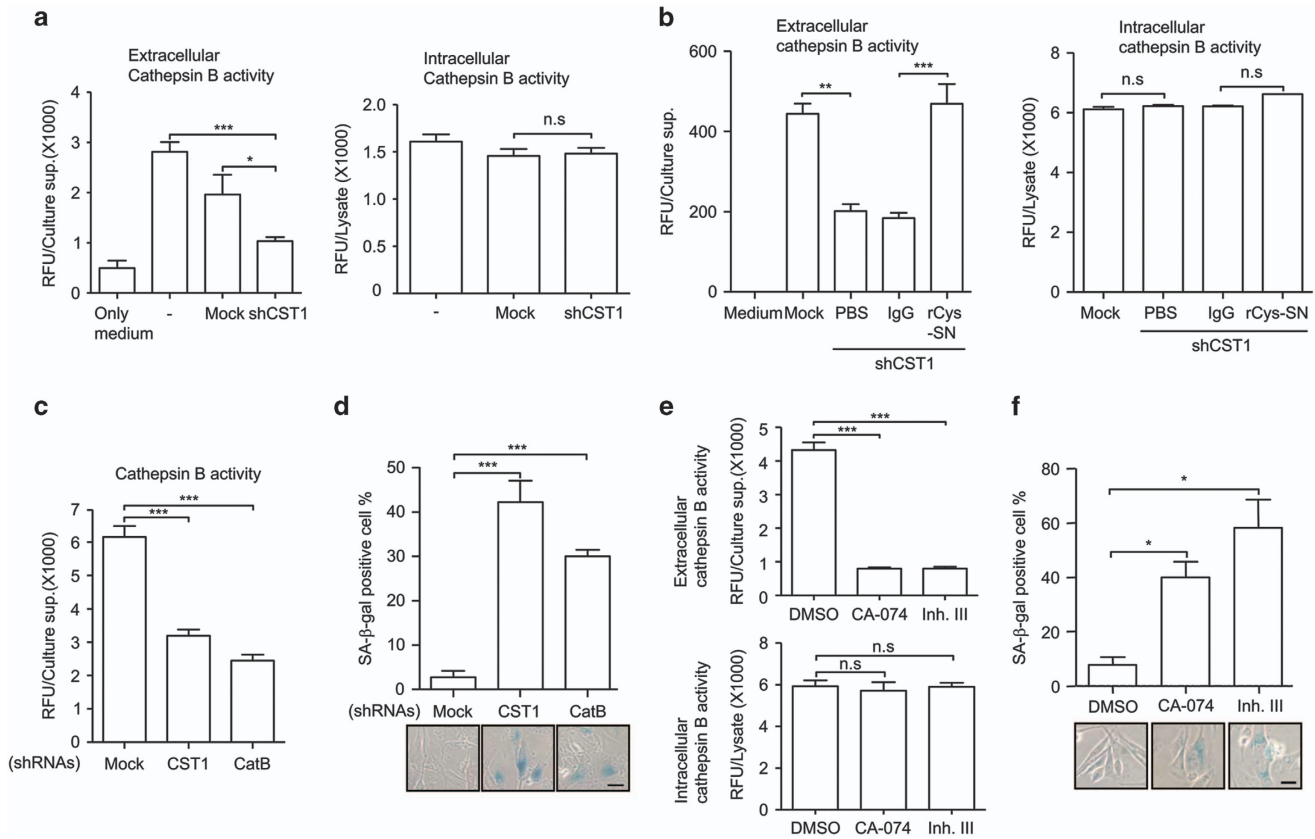 a
Extracellular
Cathepsin B activity
RFU/Culture sup.(X1000)
4
3
2
1
0
***
*
Only
medium
-
Mock
shCST1
Intracellular
Cathepsin B activity
RFU/Lysate (X1000)
2.0
1.5
1.0
0.5
0
n.s
-
Mock
shCST1
b
Extracellular
cathepsin B activity
RFU/Culture sup.
600
400
200
0
**
***
Medium
Mock
PBS
IgG
rCys
-SN
shCST1
Intracellular
cathepsin B activity
RFU/Lysate (X1000)
8
6
4
2
0
n.s
n.s
Mock
PBS
IgG
rCys-SN
shCST1
c
Cathepsin B activity
RFU/Culture sup.(X1000)
7
6
5
4
3
2
1
0
***
***
(shRNAs)
Mock
CST1
CatB
d
SA-β-gal positive cell %
50
40
30
20
10
0
***
***
(shRNAs)
Mock
CST1
CatB
e
Extracellular
cathepsin B activity
RFU/Culture sup.(X1000)
5
4
3
2
1
0
***
***
DMSO
CA-074
Inh. III
Intracellular
cathepsin B activity
RFU/Lysate (X1000)
8
6
4
2
0
n.s
n.s
DMSO
CA-074
Inh. III
f
SA-β-gal positive cell %
80
60
40
20
0
*
*
DMSO
CA-074
Inh. III